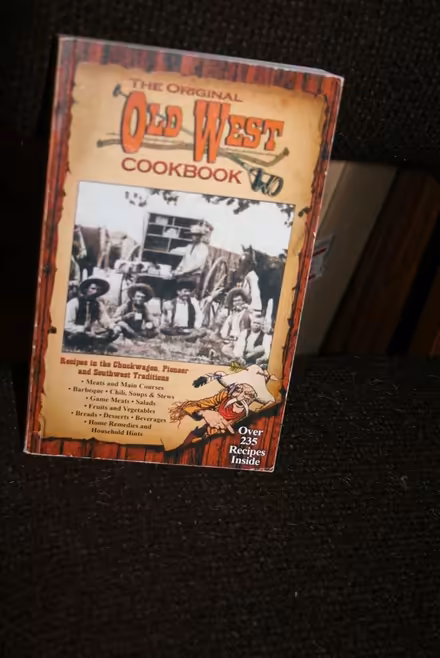 THE ORIGINAL
OLD WEST
COOKBOOK
Recipes in the Chuckwagon, Pioneer
and Southwest Traditions
• Meats and Main Courses
• Barbeque • Chili, Soups & Stews
• Game Meats • Salads
• Fruits and Vegetables
• Breads • Desserts • Beverages
• Home Remedies and
Household Hints
Over
235
Recipes
Inside